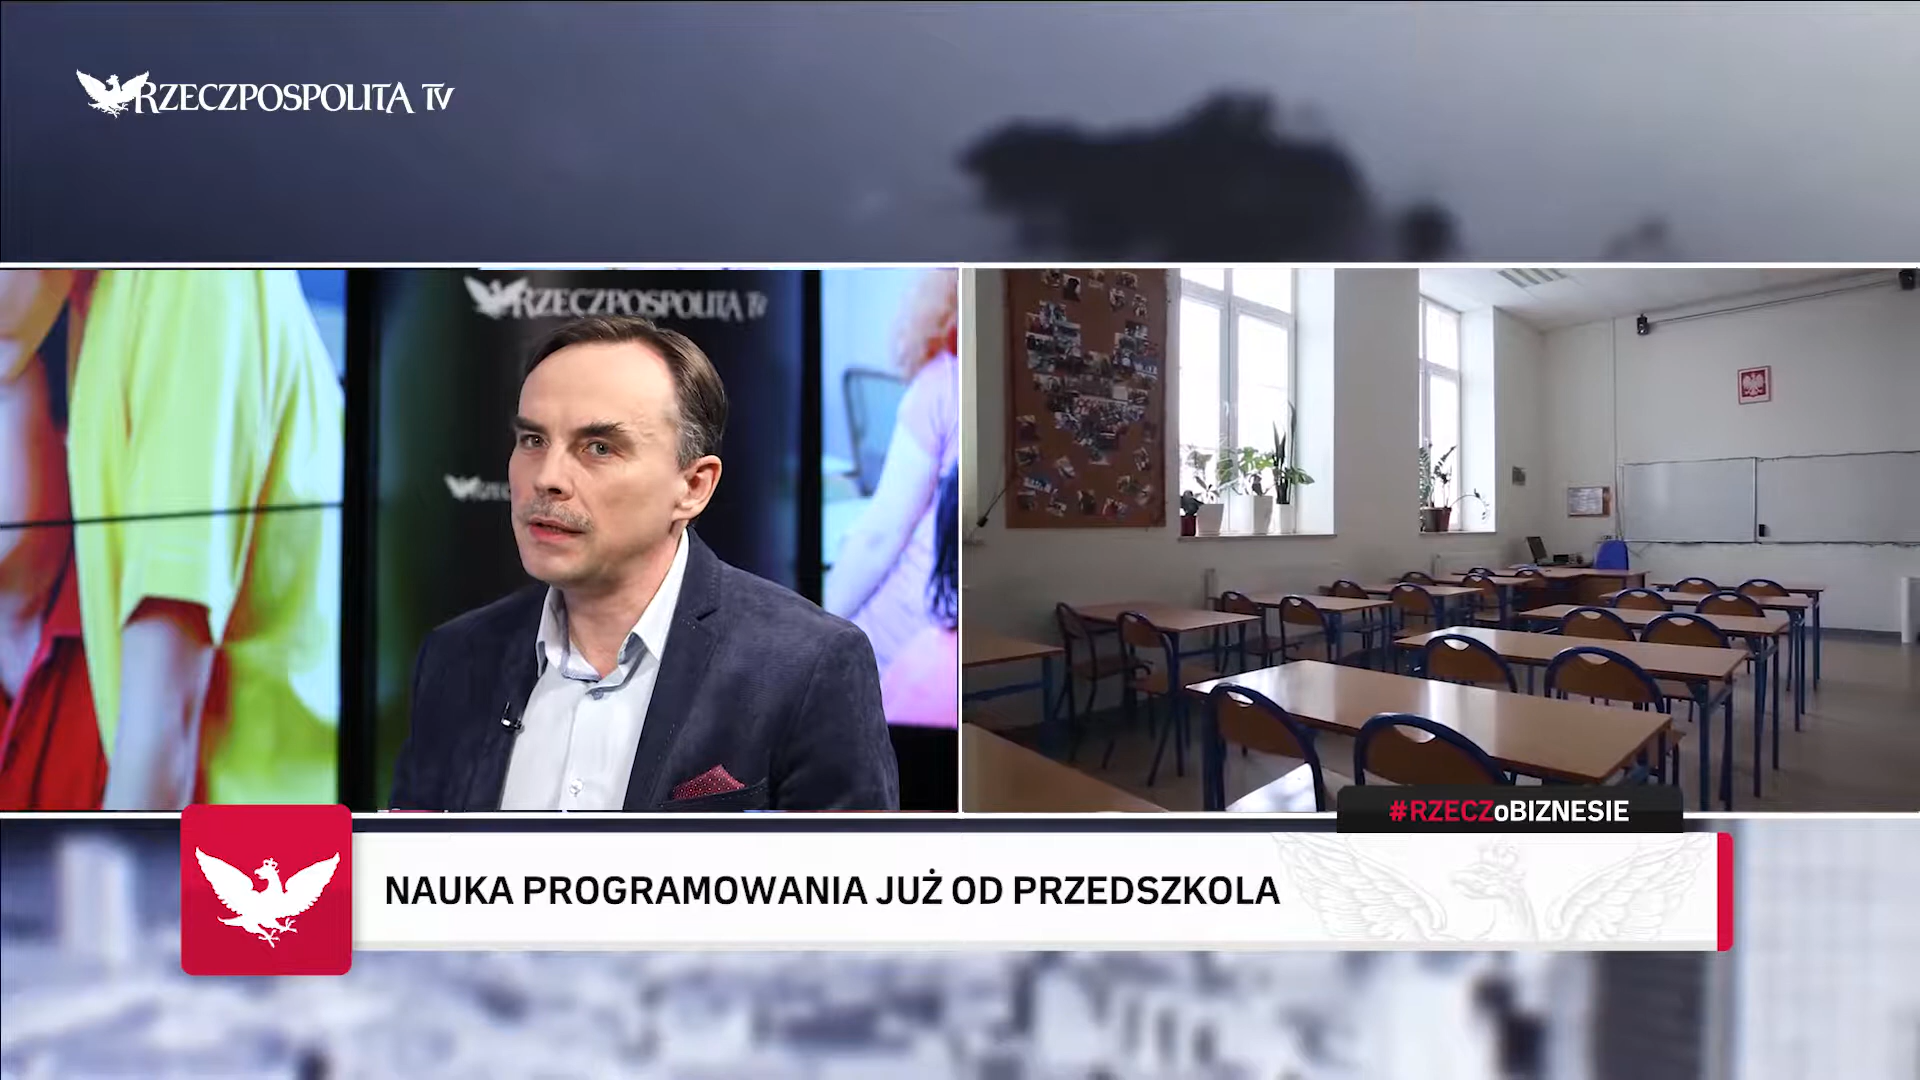 RZECZPOSPOLITA TV
RZECZPOSPOLITA TV
#RZECZoBIZNESIE
NAUKA PROGRAMOWANIA JUŻ OD PRZEDSZKOLA